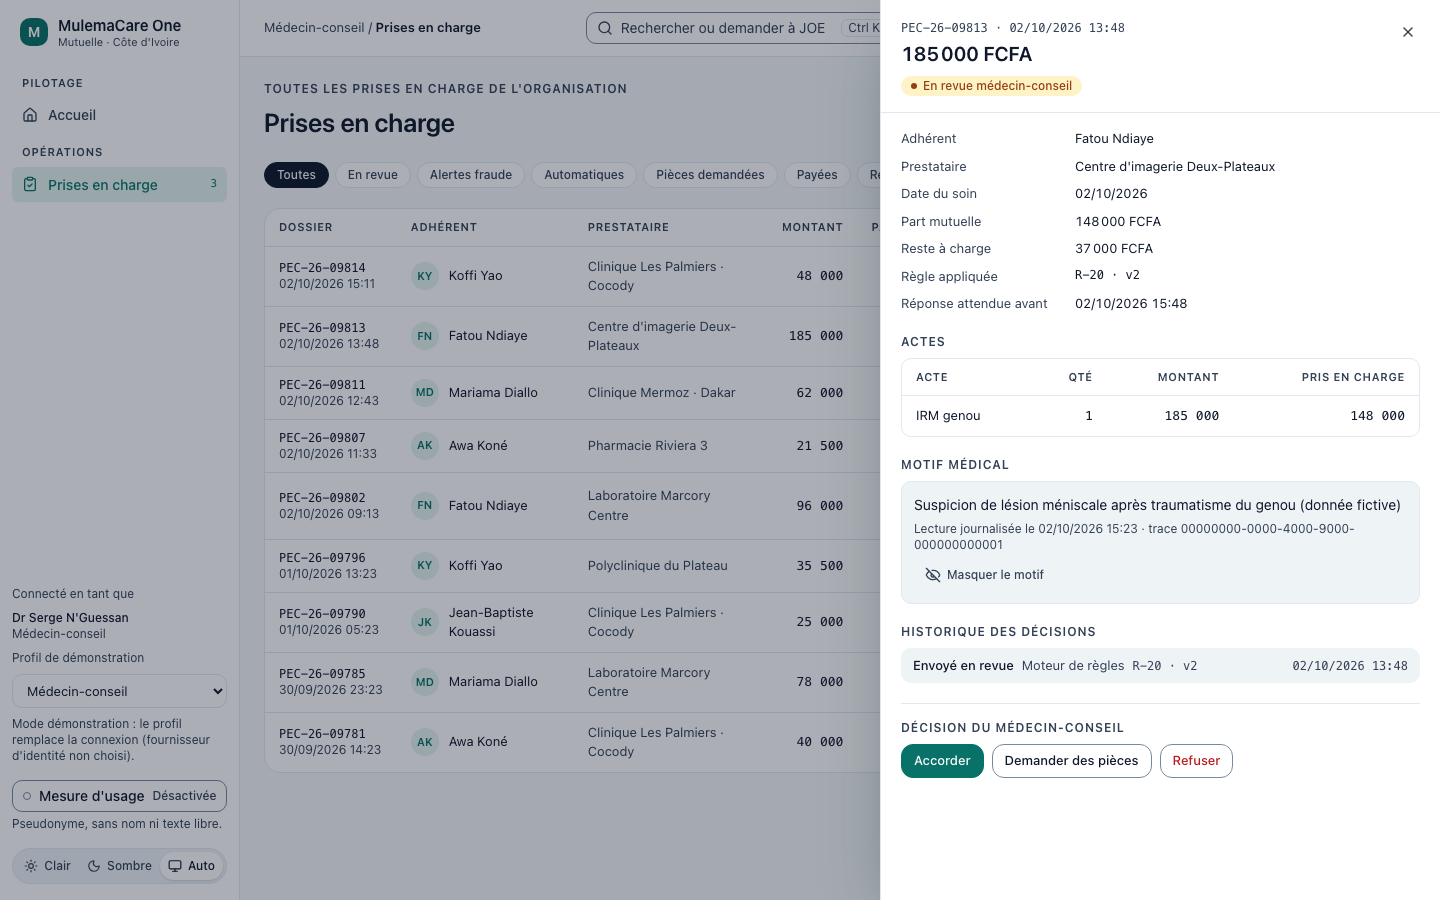 M
MulemaCare One
Mutuelle · Côte d'Ivoire
PILOTAGE
Accueil
OPÉRATIONS
Prises en charge 3
Connecté en tant que
Dr Serge N'Guessan
Médecin-conseil
Profil de démonstration
Médecin-conseil
Mode démonstration : le profil
remplace la connexion (fournisseur
d'identité non choisi).
Mesure d'usage Désactivée
Pseudonyme, sans nom ni texte libre.
Clair Sombre Auto
Médecin-conseil / Prises en charge
Rechercher ou demander à JOE Ctrl K
TOUTES LES PRISES EN CHARGE DE L'ORGANISATION
Prises en charge
Toutes En revue Alertes fraude Automatiques Pièces demandées Payées
DOSSIER ADHÉRENT PRESTATAIRE MONTANT
PEC-26-09814
02/10/2026 15:11
KY Koffi Yao
Clinique Les Palmiers ·
Cocody
48 000
PEC-26-09813
02/10/2026 13:48
FN Fatou Ndiaye
Centre d'imagerie Deux-
Plateaux
185 000
PEC-26-09811
02/10/2026 12:43
MD Mariama Diallo
Clinique Mermoz · Dakar
62 000
PEC-26-09807
02/10/2026 11:33
AK Awa Koné
Pharmacie Riviera 3
21 500
PEC-26-09802
02/10/2026 09:13
FN Fatou Ndiaye
Laboratoire Marcory
Centre
96 000
PEC-26-09796
01/10/2026 13:23
KY Koffi Yao
Polyclinique du Plateau
35 500
PEC-26-09790
01/10/2026 05:23
JK Jean-Baptiste
Kouassi
Clinique Les Palmiers ·
Cocody
25 000
PEC-26-09785
30/09/2026 23:23
MD Mariama Diallo
Laboratoire Marcory
Centre
78 000
PEC-26-09781
30/09/2026 14:23
AK Awa Koné
Clinique Les Palmiers ·
Cocody
40 000
PEC-26-09813 · 02/10/2026 13:48
185 000 FCFA
En revue médecin-conseil
Adhérent Fatou Ndiaye
Prestataire Centre d'imagerie Deux-Plateaux
Date du soin 02/10/2026
Part mutuelle 148 000 FCFA
Reste à charge 37 000 FCFA
Règle appliquée R-20 · v2
Réponse attendue avant 02/10/2026 15:48
ACTES
ACTE QTÉ MONTANT PRIS EN CHARGE
IRM genou 1 185 000 148 000
MOTIF MÉDICAL
Suspicion de lésion méniscale après traumatisme du genou (donnée fictive)
Lecture journalisée le 02/10/2026 15:23 · trace 00000000-0000-4000-9000-
000000000001
Masquer le motif
HISTORIQUE DES DÉCISIONS
Envoyé en revue Moteur de règles R-20 · v2 02/10/2026 13:48
DÉCISION DU MÉDECIN-CONSEIL
Accorder Demander des pièces Refuser